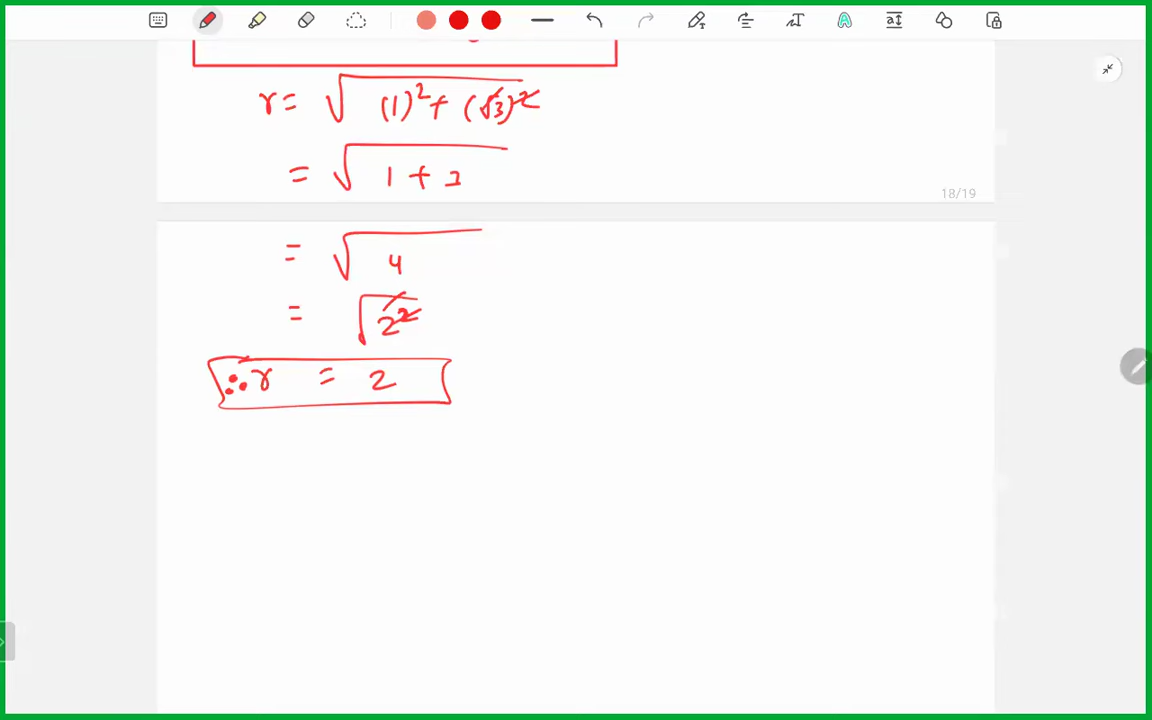 r = √(1)² + (√3)²
= √1 + 3
18/19
= √4
= √2²
∴ r = 2